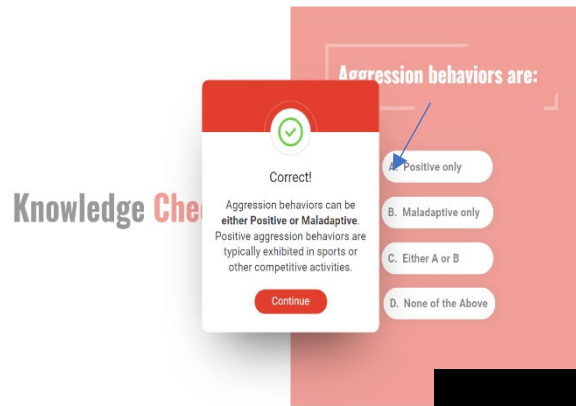 Aggression behaviors are:
Knowledge Che
Correct!
Aggression behaviors can be
either Positive or Maladaptive.
Positive aggression behaviors are
typically exhibited in sports or
other competitive activities.
Continue
A. Positive only
B. Maladaptive only
C. Either A or B
D. None of the Above